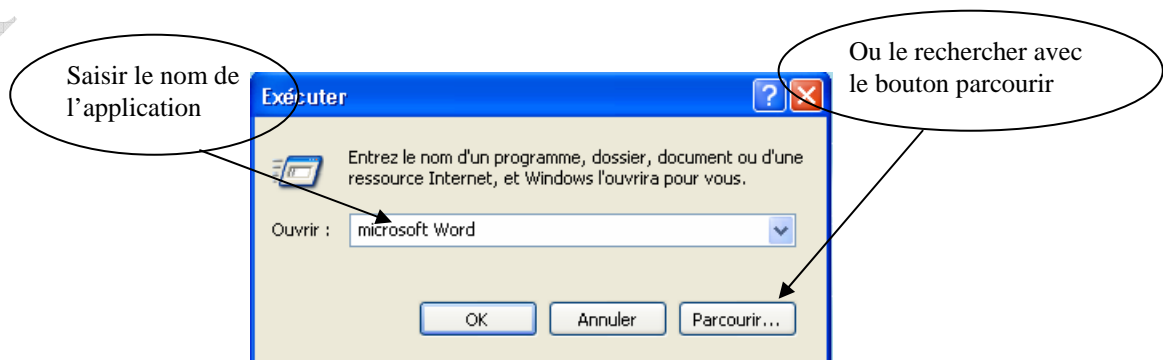 Saisir le nom de
l’application
Ou le rechercher avec
le bouton parcourir
Exécuter
Entrez le nom d'un programme, dossier, document ou d'une
ressource Internet, et Windows l'ouvrira pour vous.
Ouvrir : microsoft Word
OK Annuler Parcourir...